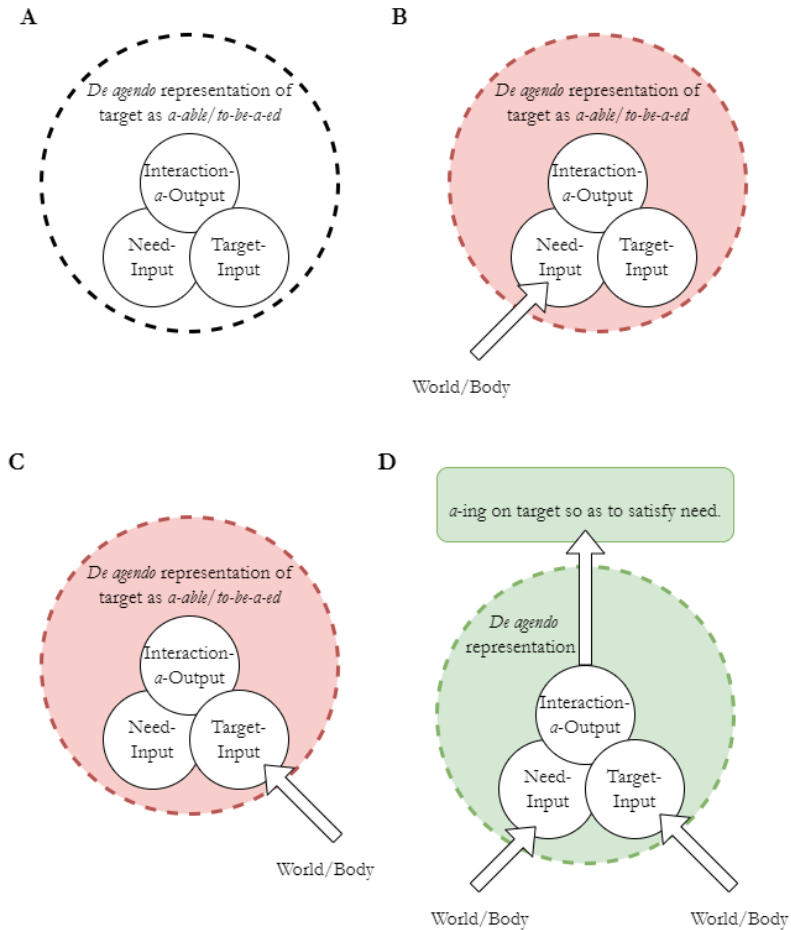 A
De agendo representation of
target as a-able/to-be-a-ed
Interaction-
a-Output
Need-
Input
Target-
Input
B
De agendo representation of
target as a-able/to-be-a-ed
Interaction-
a-Output
Need-
Input
Target-
Input
World/Body
C
De agendo representation of
target as a-able/to-be-a-ed
Interaction-
a-Output
Need-
Input
Target-
Input
World/Body
D
a-ing on target so as to satisfy need.
De agendo
representation
Interaction-
a-Output
Need-
Input
Target-
Input
World/Body
World/Body